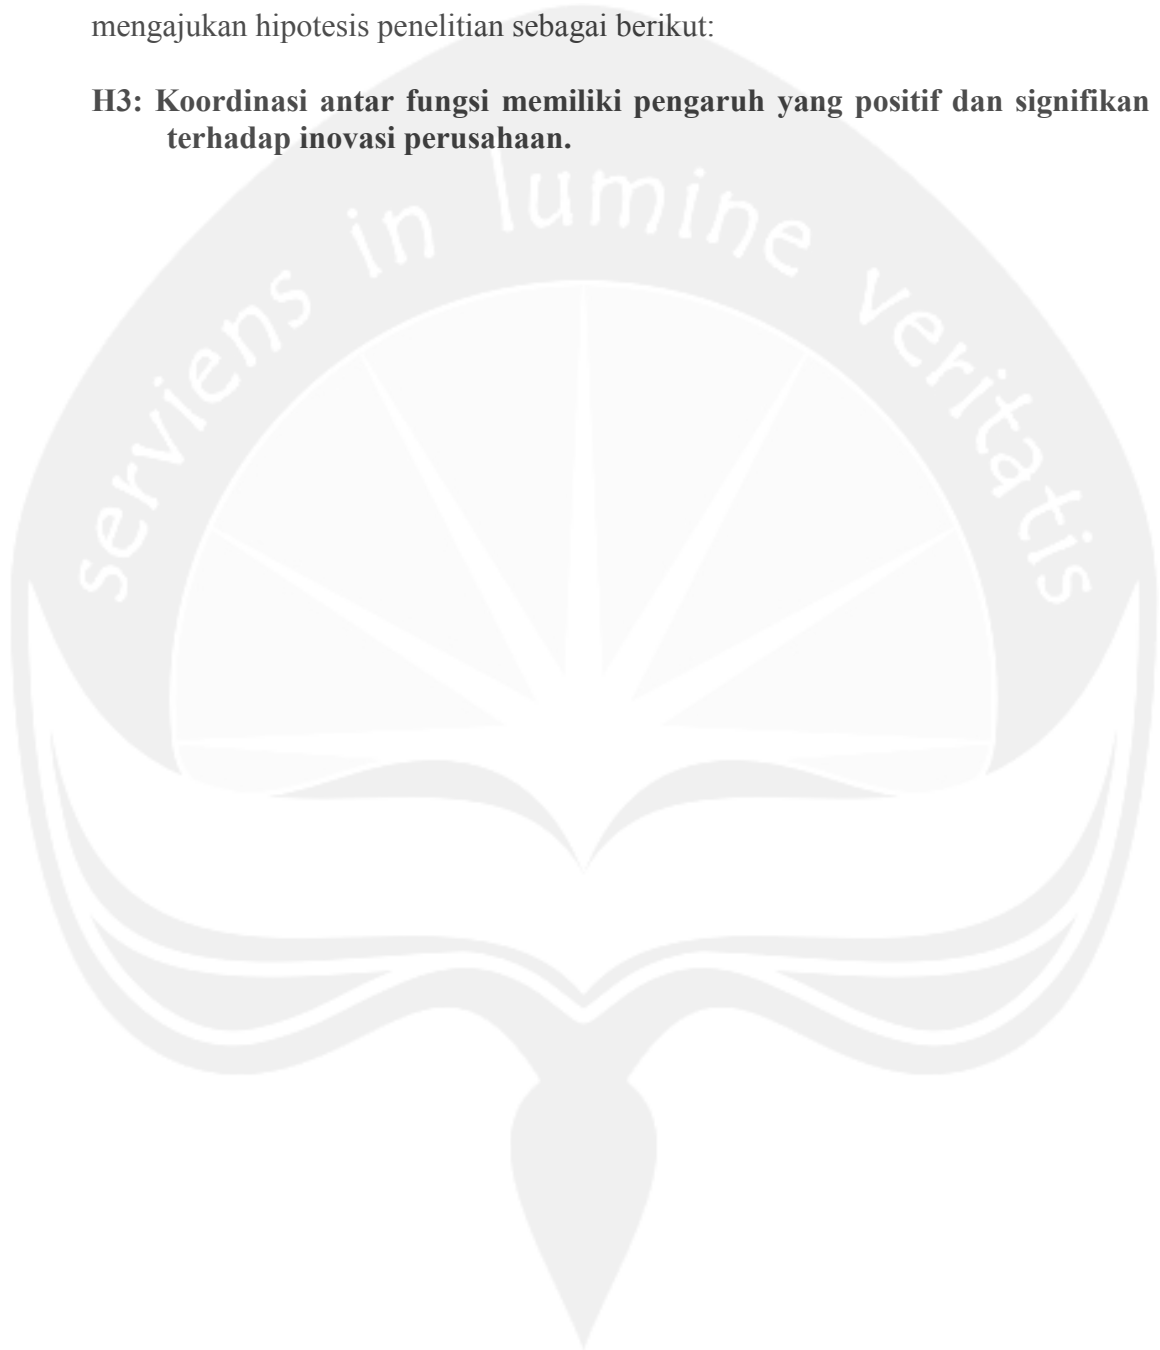 mengajukan hipotesis penelitian sebagai berikut:
H3: Koordinasi antar fungsi memiliki pengaruh yang positif dan signifikan
terhadap inovasi perusahaan.
serviens in lumine veritatis